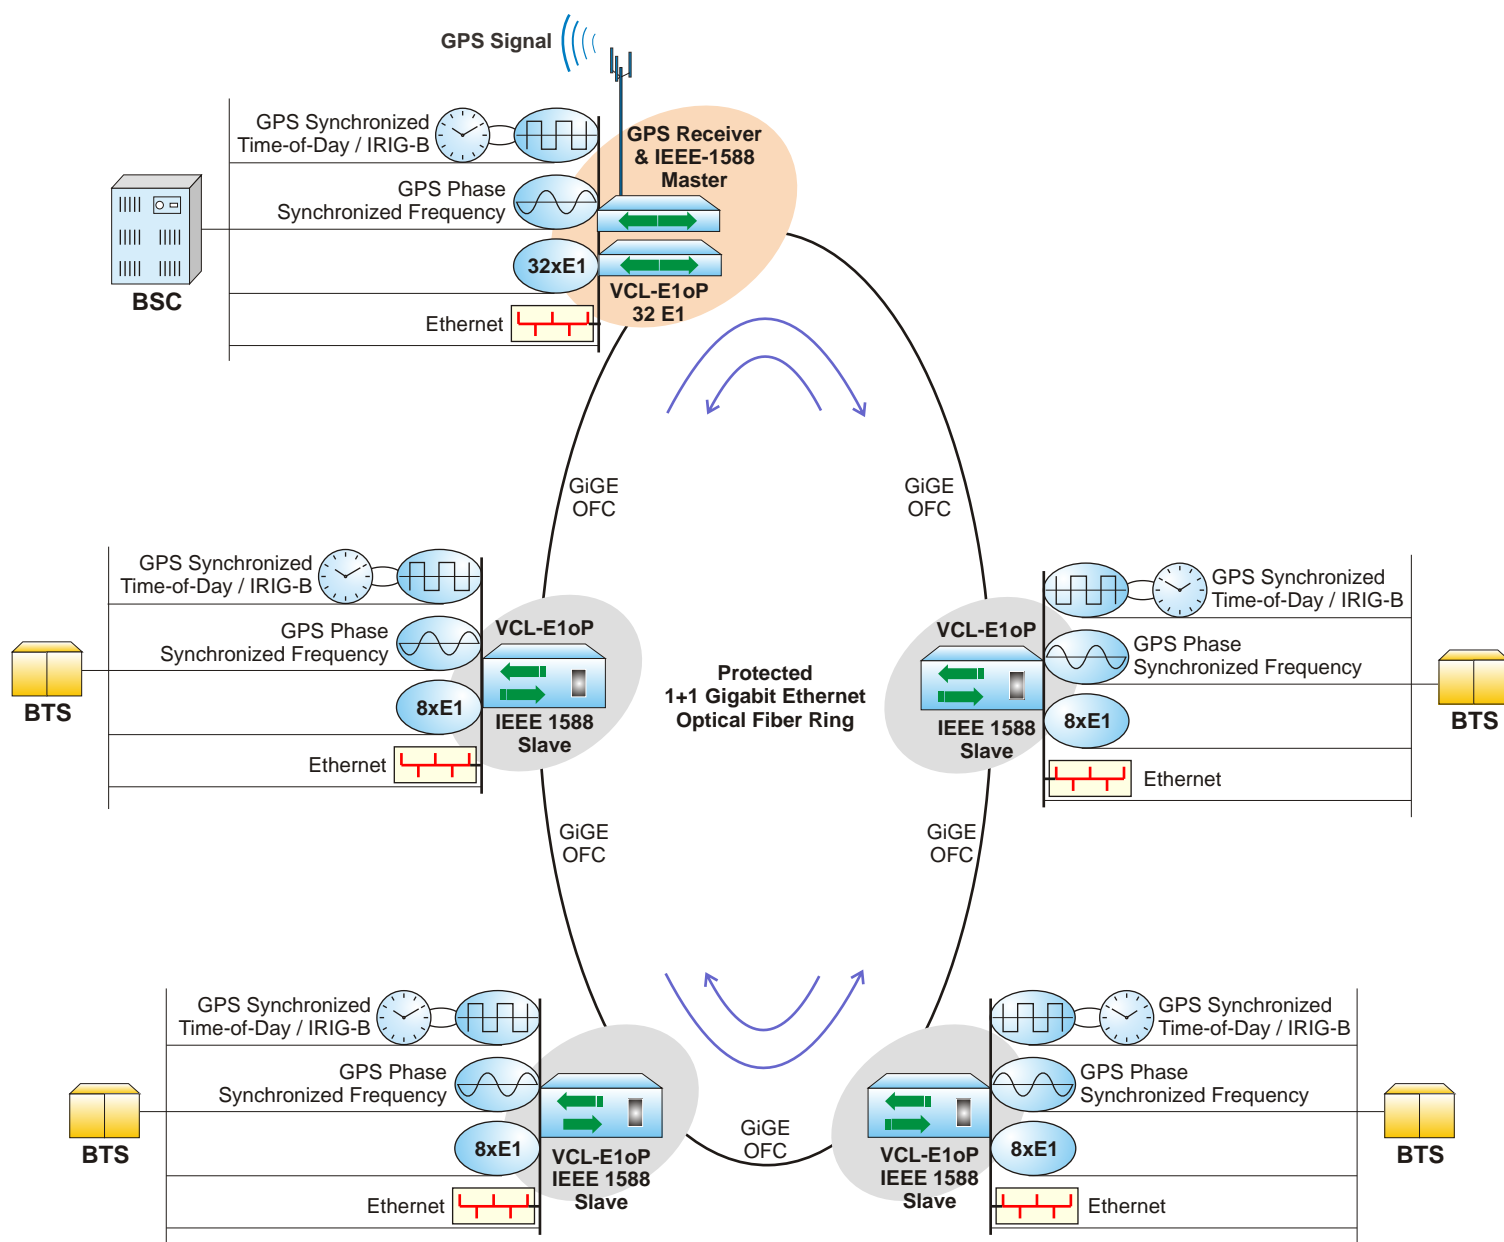 GPS Signal
GPS Synchronized
Time-of-Day / IRIG-B
GPS Receiver
& IEEE-1588
Master
GPS Phase
Synchronized Frequency
32xE1
VCL-E1oP
32 E1
BSC
Ethernet
GiGE
OFC
GiGE
OFC
GPS Synchronized
Time-of-Day / IRIG-B
VCL-E1oP
GPS Phase
Synchronized Frequency
8xE1
IEEE 1588
Slave
BTS
Ethernet
Protected
1+1 Gigabit Ethernet
Optical Fiber Ring
GPS Synchronized
Time-of-Day / IRIG-B
VCL-E1oP
GPS Phase
Synchronized Frequency
8xE1
IEEE 1588
Slave
BTS
Ethernet
GiGE
OFC
GiGE
OFC
GPS Synchronized
Time-of-Day / IRIG-B
GPS Phase
Synchronized Frequency
8xE1
VCL-E1oP
IEEE 1588
Slave
BTS
Ethernet
GiGE
OFC
GPS Synchronized
Time-of-Day / IRIG-B
GPS Phase
Synchronized Frequency
8xE1
VCL-E1oP
IEEE 1588
Slave
BTS
Ethernet